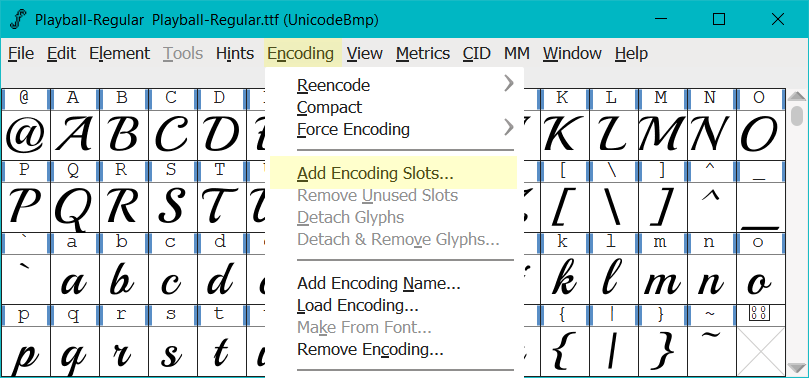 Playball-Regular Playball-Regular.ttf (UnicodeBmp)
File Edit Element Tools Hints Encoding View Metrics CID MM Window Help
Reencode
Compact
Force Encoding
Add Encoding Slots...
Remove Unused Slots
Detach Glyphs
Detach & Remove Glyphs...
Add Encoding Name...
Load Encoding...
Make From Font...
Remove Encoding...
@ A B C D K L M N O
@ A B C D K L M N O
P Q R S T [ \ ] ^ _
P Q R S T [ \ ] ^ _
` a b c d k l m n o
` a b c d k l m n o
p q r s t { | } ~
p q r s t { | } ~